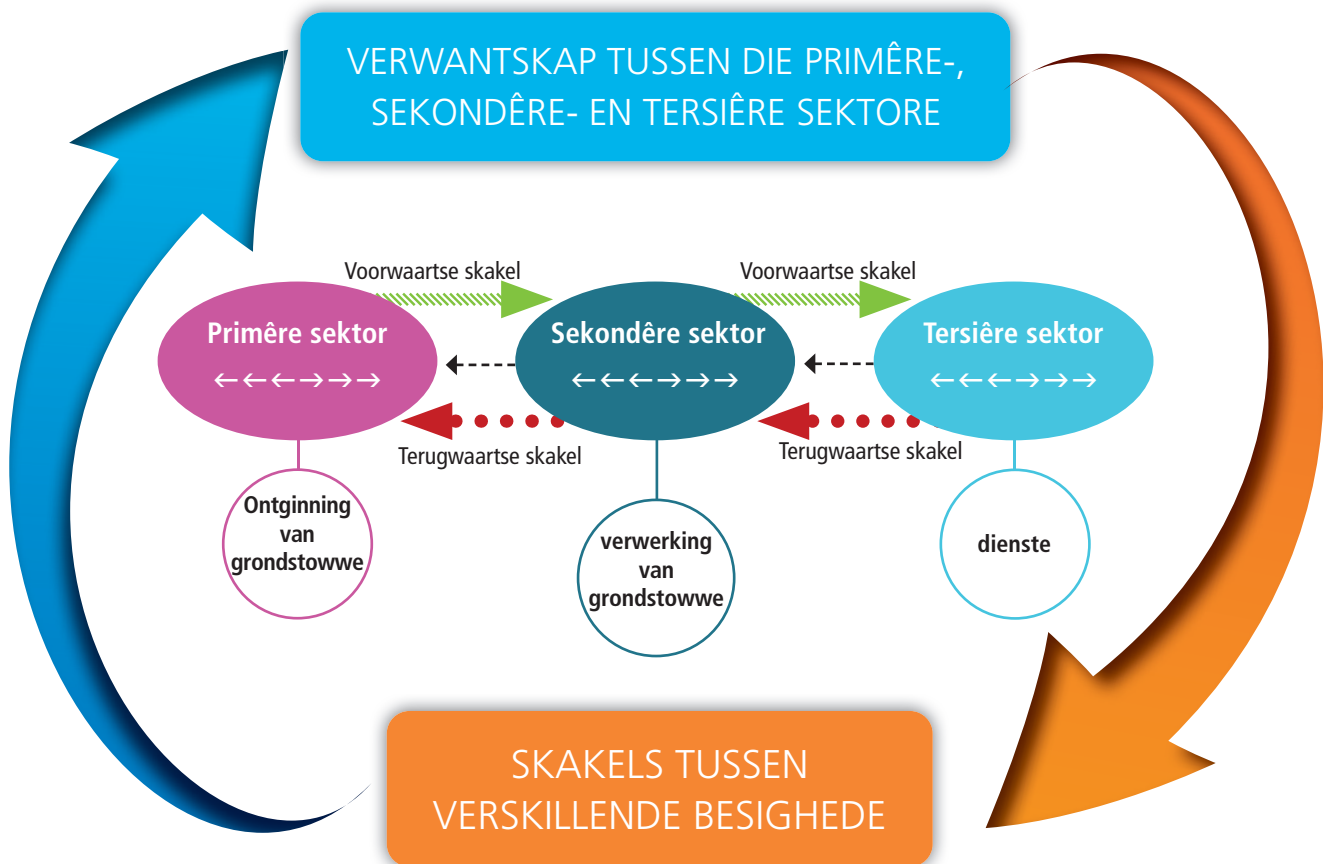 VERWANTSKAP TUSSEN DIE PRIMÊRE-,
SEKONDÊRE- EN TERSIÊRE SEKTORE
Voorwaartse skakel
Voorwaartse skakel
Primêre sektor
←←←→→→
Sekondêre sektor
←←←→→→
Tersiêre sektor
←←←→→→
Terugwaartse skakel
Terugwaartse skakel
Ontginning
van
grondstowwe
verwerking
van
grondstowwe
dienste
SKAKELS TUSSEN
VERSKILLENDE BESIGHEDE